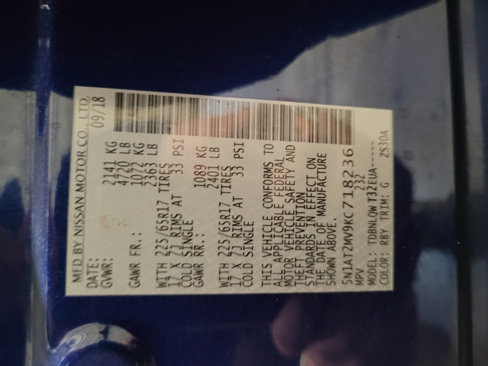 MFD BY NISSAN MOTOR CO., LTD.
DATE: 09/18
GVWR: 2141 KG
4720 LB
GAWR FR.: 1072 KG
2363 LB
WITH 225/65R17 TIRES
17 X 7J RIMS AT 33 PSI
COLD SINGLE
GAWR RR.: 1089 KG
2401 LB
WITH 225/65R17 TIRES
17 X 7J RIMS AT 33 PSI
COLD SINGLE
THIS VEHICLE CONFORMS TO
ALL APPLICABLE FEDERAL
MOTOR VEHICLE SAFETY AND
THEFT PREVENTION
STANDARDS IN EFFECT ON
THE DATE OF MANUFACTURE
SHOWN ABOVE.
5N1AT2MV9KC718236
MPV 232
MODEL: TDBNLOWT32EUA------
COLOR: RBY TRIM: G ZS30A